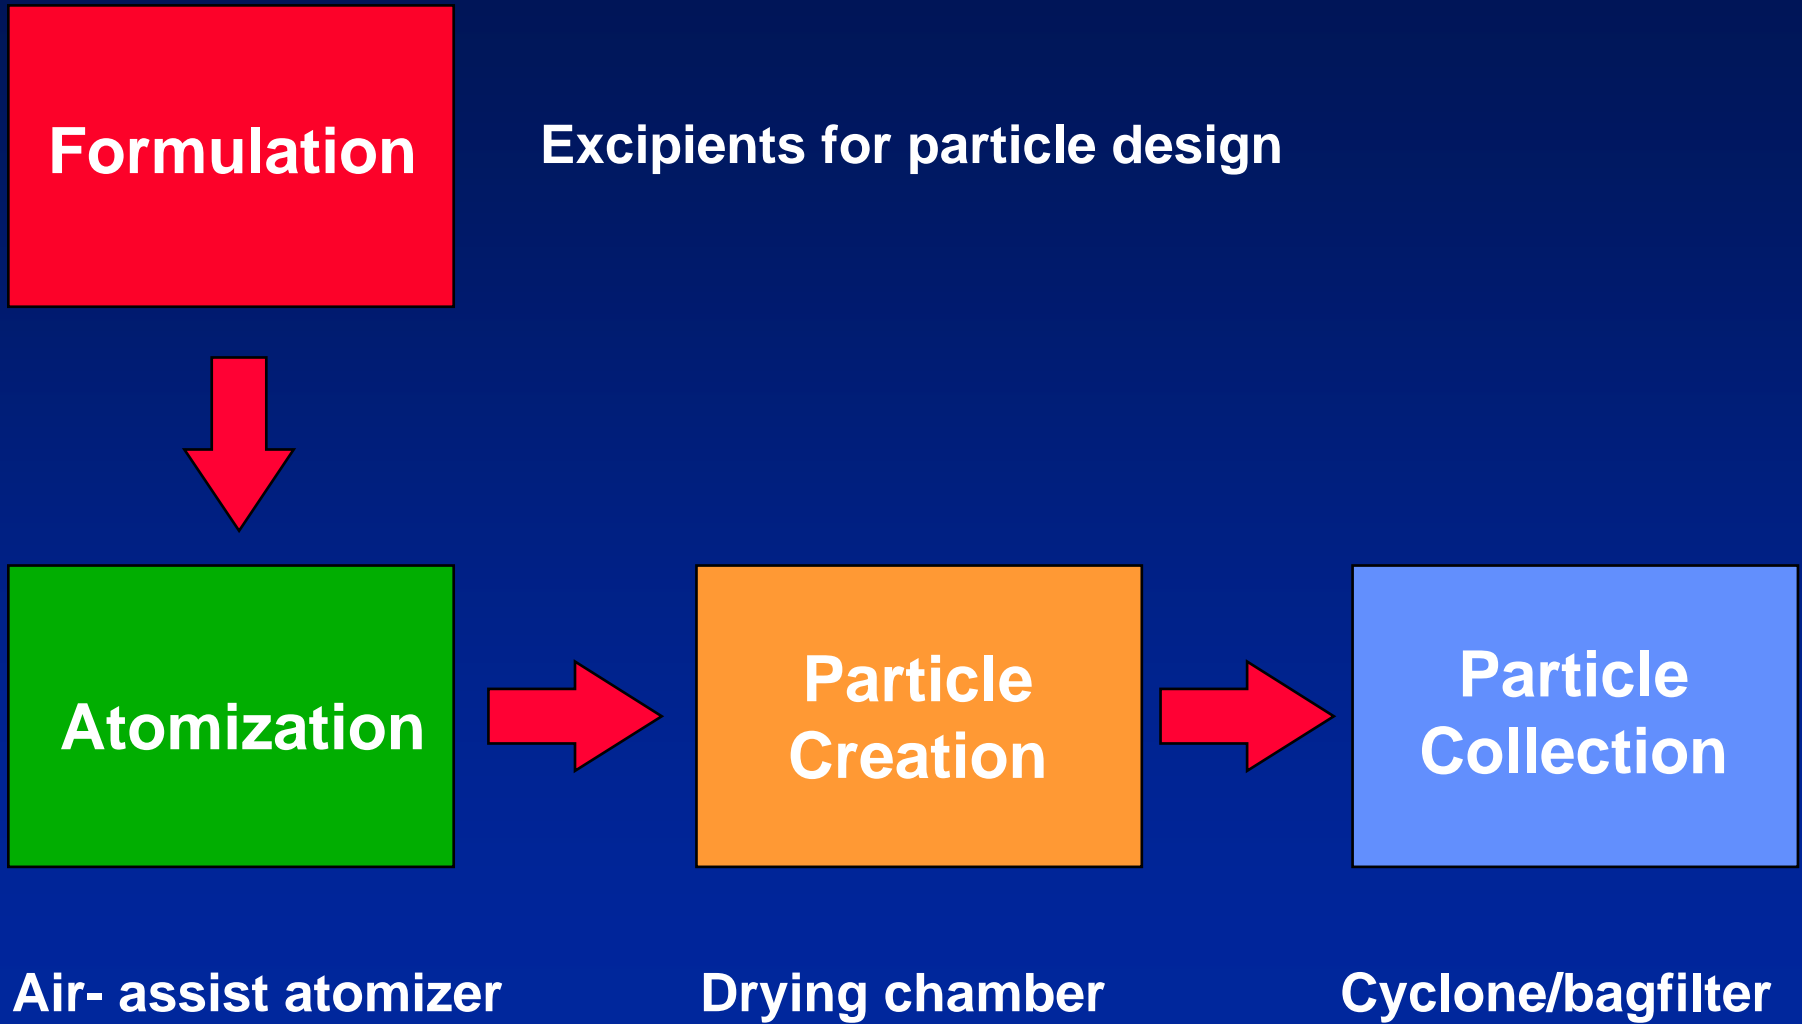 Formulation
Excipients for particle design
Atomization
Particle
Creation
Particle
Collection
Air- assist atomizer
Drying chamber
Cyclone/bagfilter